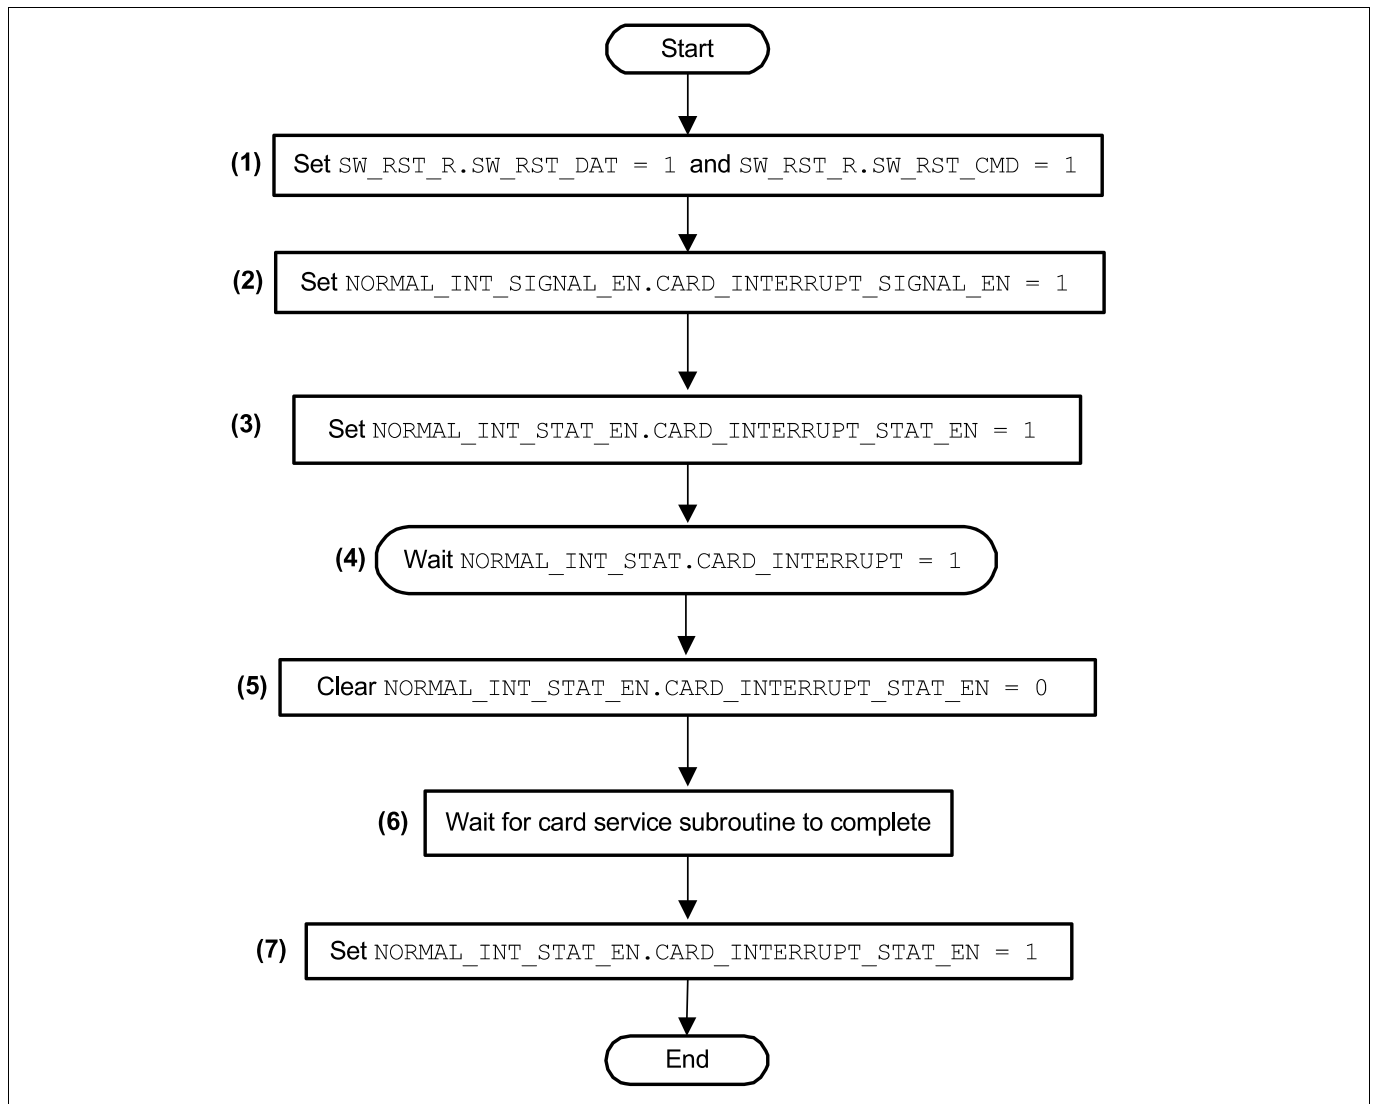 Start
(1) Set SW_RST_R.SW_RST_DAT = 1 and SW_RST_R.SW_RST_CMD = 1
(2) Set NORMAL_INT_SIGNAL_EN.CARD_INTERRUPT_SIGNAL_EN = 1
(3) Set NORMAL_INT_STAT_EN.CARD_INTERRUPT_STAT_EN = 1
(4) Wait NORMAL_INT_STAT.CARD_INTERRUPT = 1
(5) Clear NORMAL_INT_STAT_EN.CARD_INTERRUPT_STAT_EN = 0
(6) Wait for card service subroutine to complete
(7) Set NORMAL_INT_STAT_EN.CARD_INTERRUPT_STAT_EN = 1
End